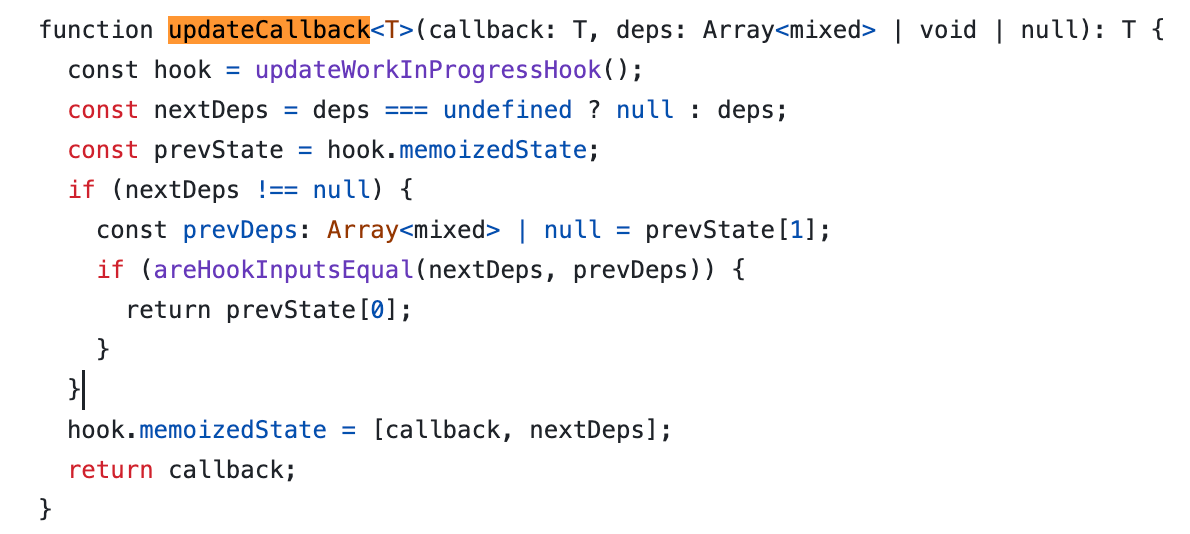 function updateCallback<T>(callback: T, deps: Array<mixed> | void | null): T {
  const hook = updateWorkInProgressHook();
  const nextDeps = deps === undefined ? null : deps;
  const prevState = hook.memoizedState;
  if (nextDeps !== null) {
    const prevDeps: Array<mixed> | null = prevState[1];
    if (areHookInputsEqual(nextDeps, prevDeps)) {
      return prevState[0];
    }
  }
  hook.memoizedState = [callback, nextDeps];
  return callback;
}